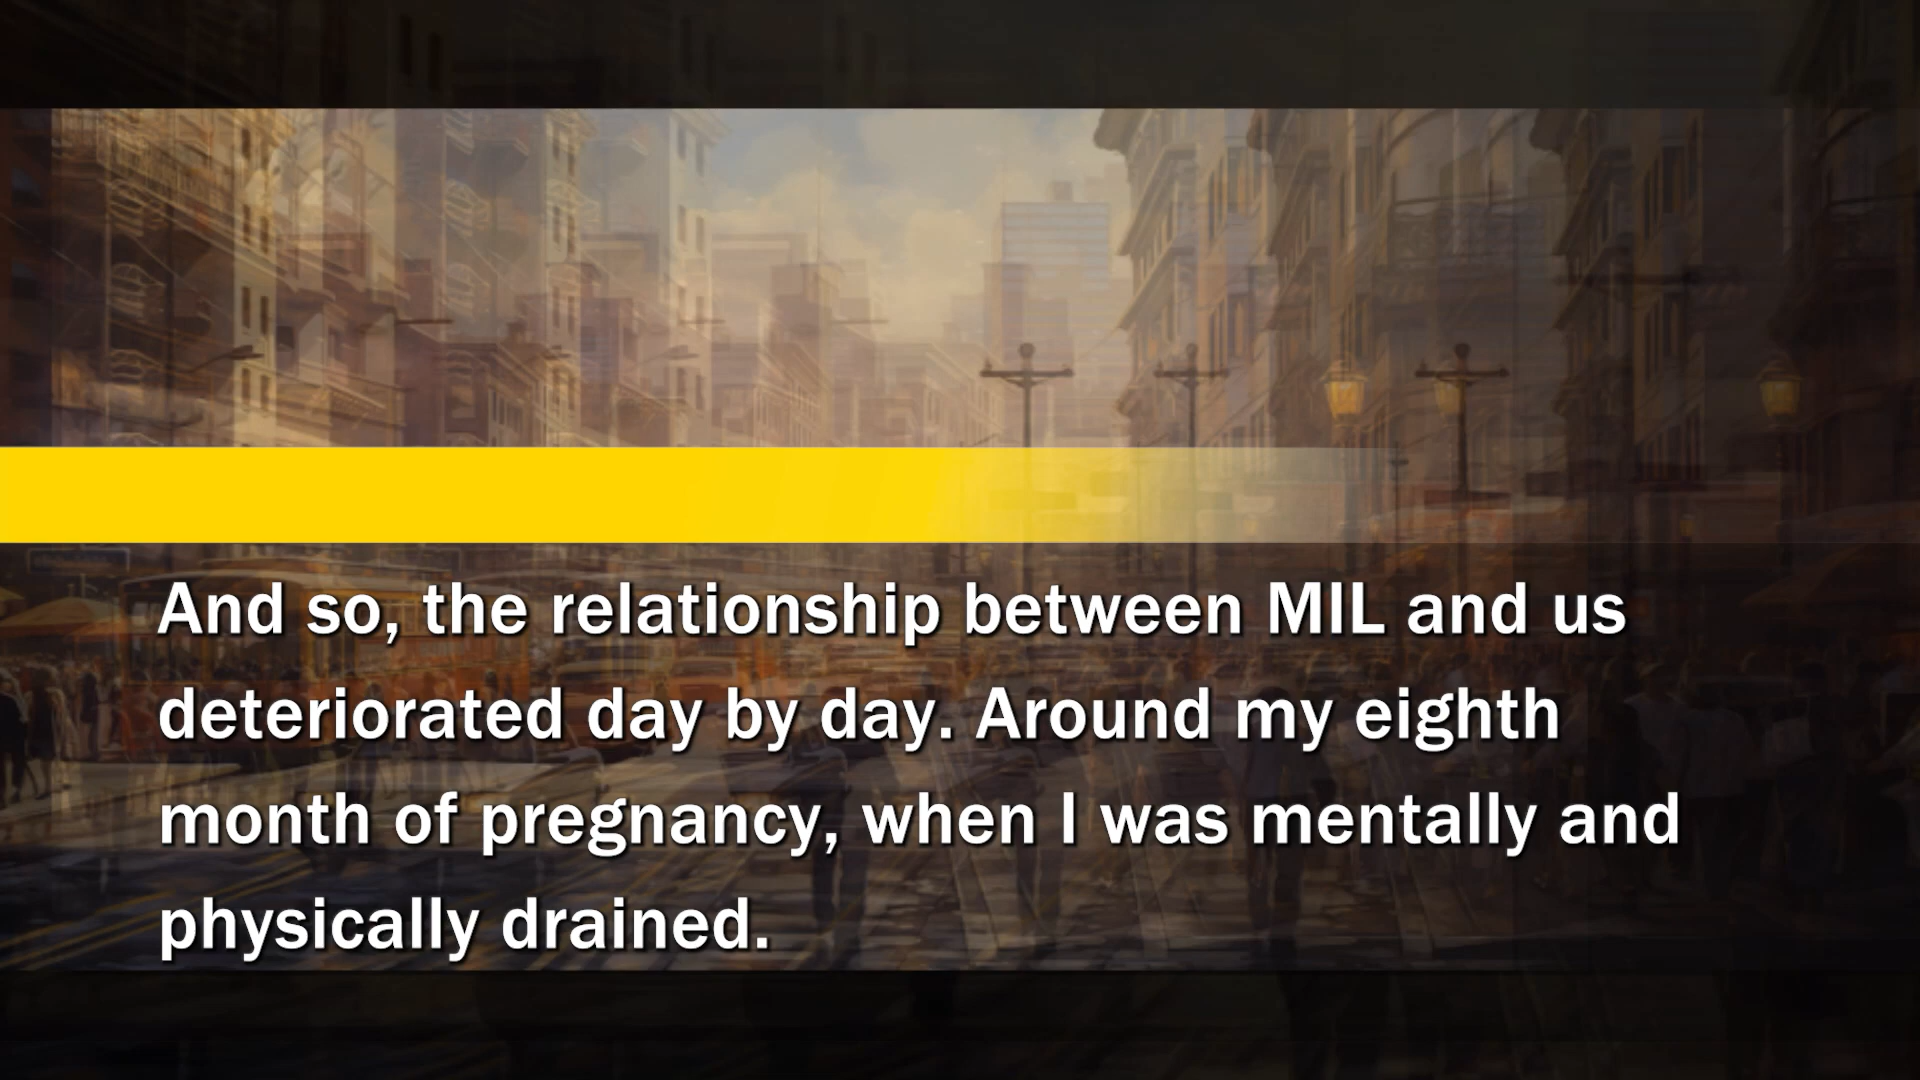 And so, the relationship between MIL and us
deteriorated day by day. Around my eighth
month of pregnancy, when I was mentally and
physically drained.